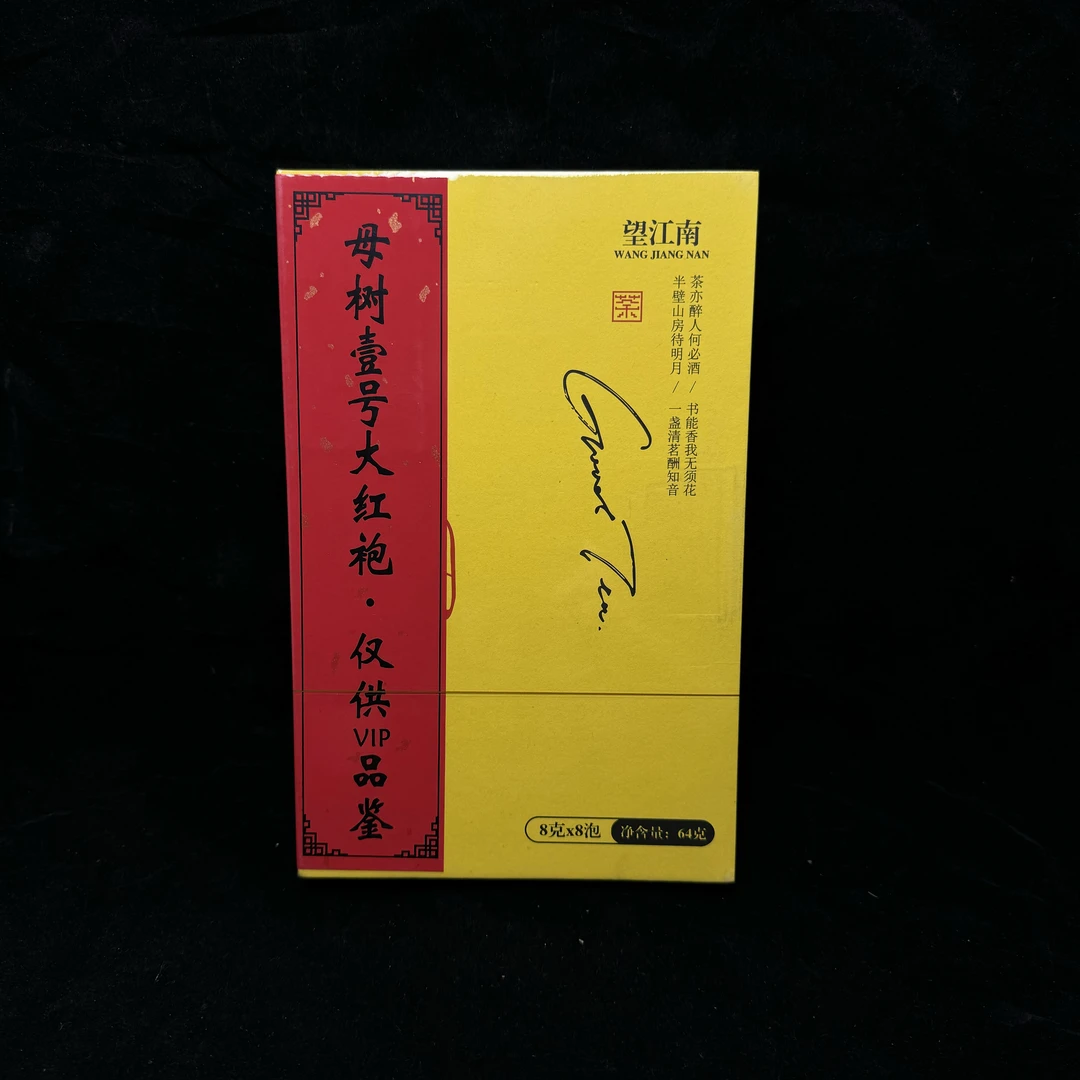 母树壹号大红袍·仅供VIP品鉴
望江南
WANG JIANG NAN
茶亦醉人何必酒 / 书能香我无须花
半壁山房待明月 / 一盏清茗酬知音
茶
8克x8泡
净含量：64克